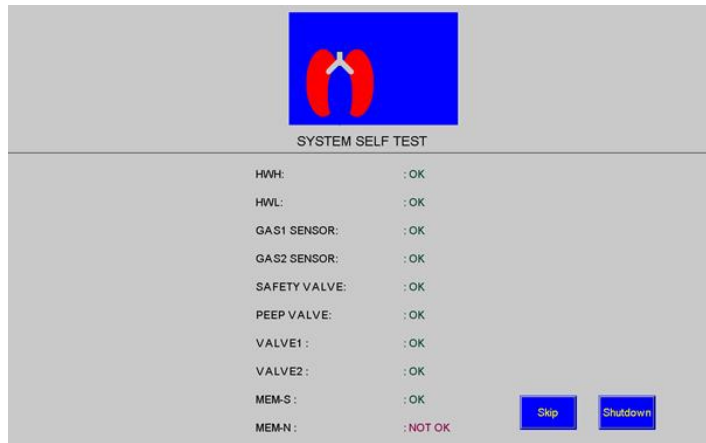 SYSTEM SELF TEST
HWH: : OK
HWL: : OK
GAS1 SENSOR: : OK
GAS2 SENSOR: : OK
SAFETY VALVE: : OK
PEEP VALVE: : OK
VALVE1 : : OK
VALVE2 : : OK
MEM-S : : OK
MEM-N : : NOT OK
Skip Shutdown